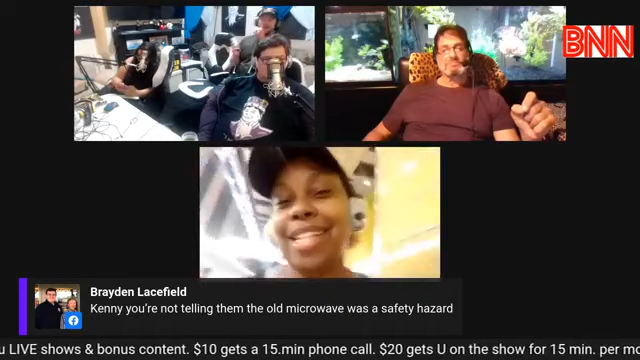 BNN
Brayden Lacefield
Kenny you're not telling them the old microwave was a safety hazard
u LIVE shows & bonus content. $10 gets a 15.min phone call. $20 gets U on the show for 15 min. per mo